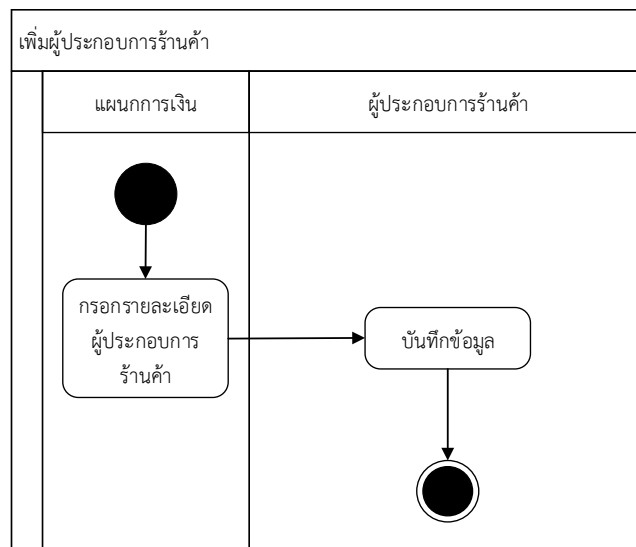 เพิ่มผู้ประกอบการร้านค้า
แผนกการเงิน
ผู้ประกอบการร้านค้า
กรอกรายละเอียด
ผู้ประกอบการ
ร้านค้า
บันทึกข้อมูล